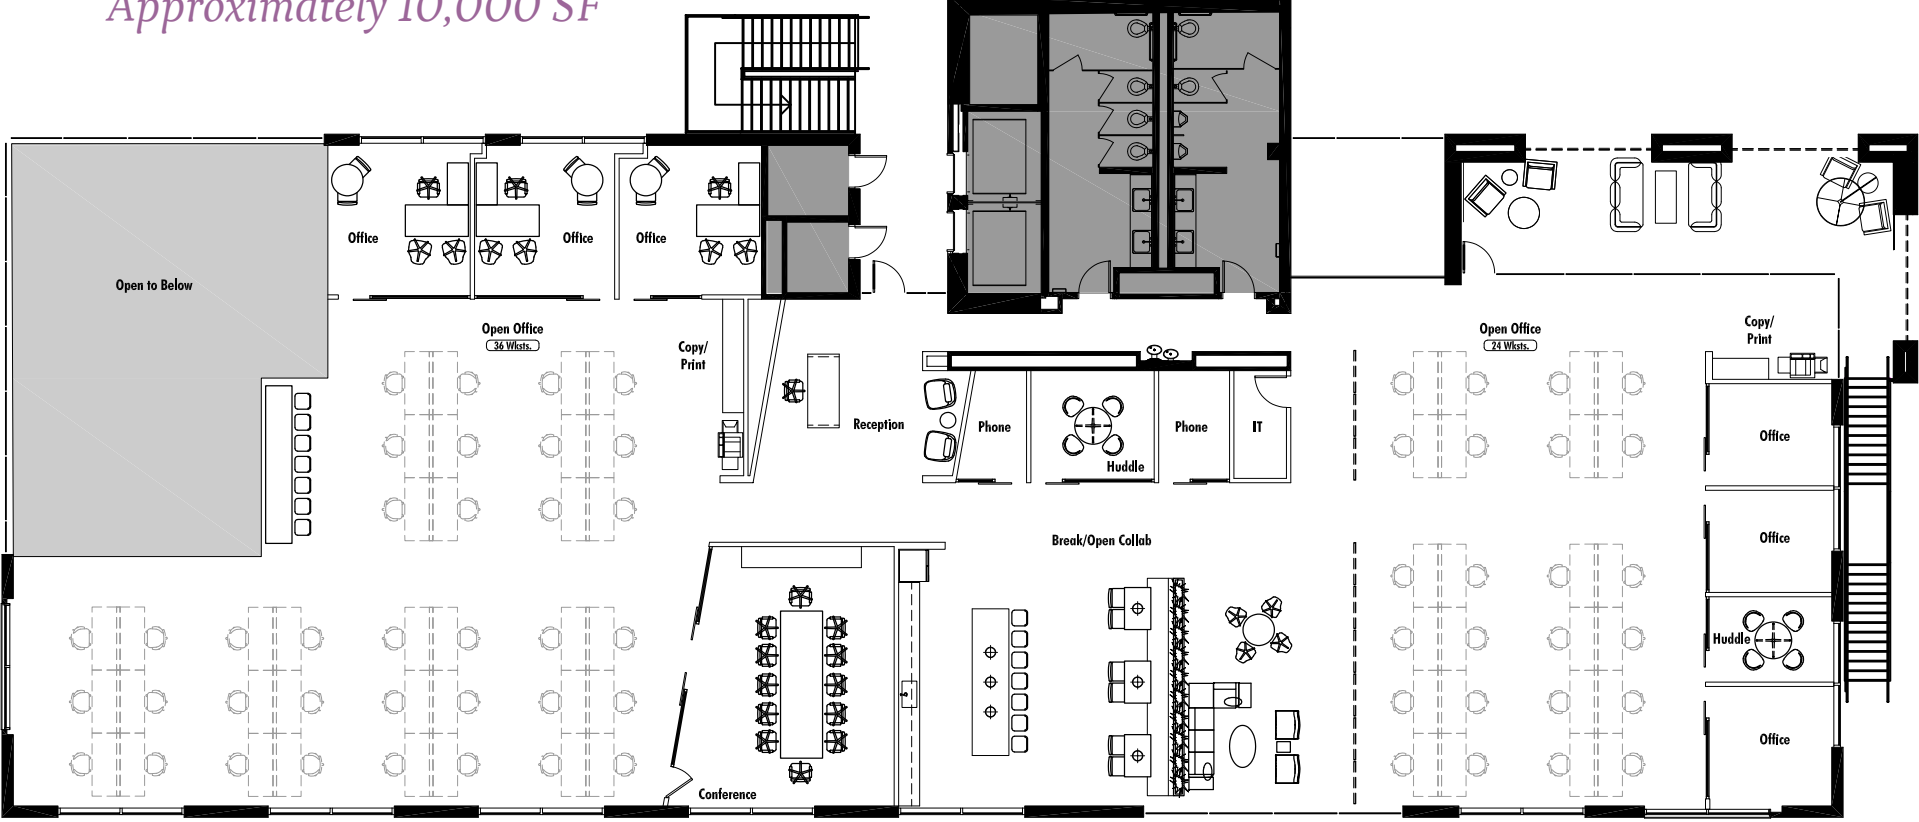 Approximately 10,000 SF
Office
Office
Office
Open to Below
Open Office
36 Wksts.
Copy/
Print
Reception
Phone
Huddle
Phone
IT
Open Office
24 Wksts.
Copy/
Print
Office
Office
Huddle
Office
Break/Open Collab
Conference